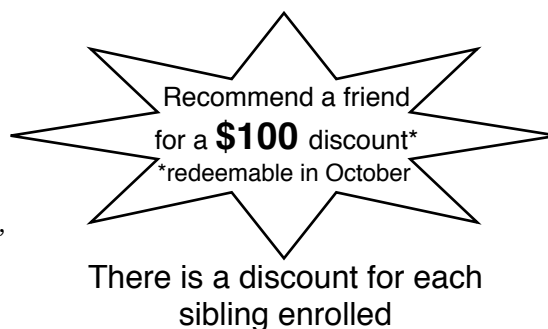 Recommend a friend
for a $100 discount*
*redeemable in October
,
There is a discount for each
sibling enrolled